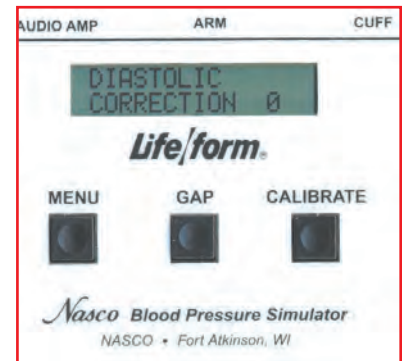 AUDIO AMP ARM CUFF
DIASTOLIC
CORRECTION 0
Life/form®
MENU GAP CALIBRATE
Nasco Blood Pressure Simulator
NASCO • Fort Atkinson, WI